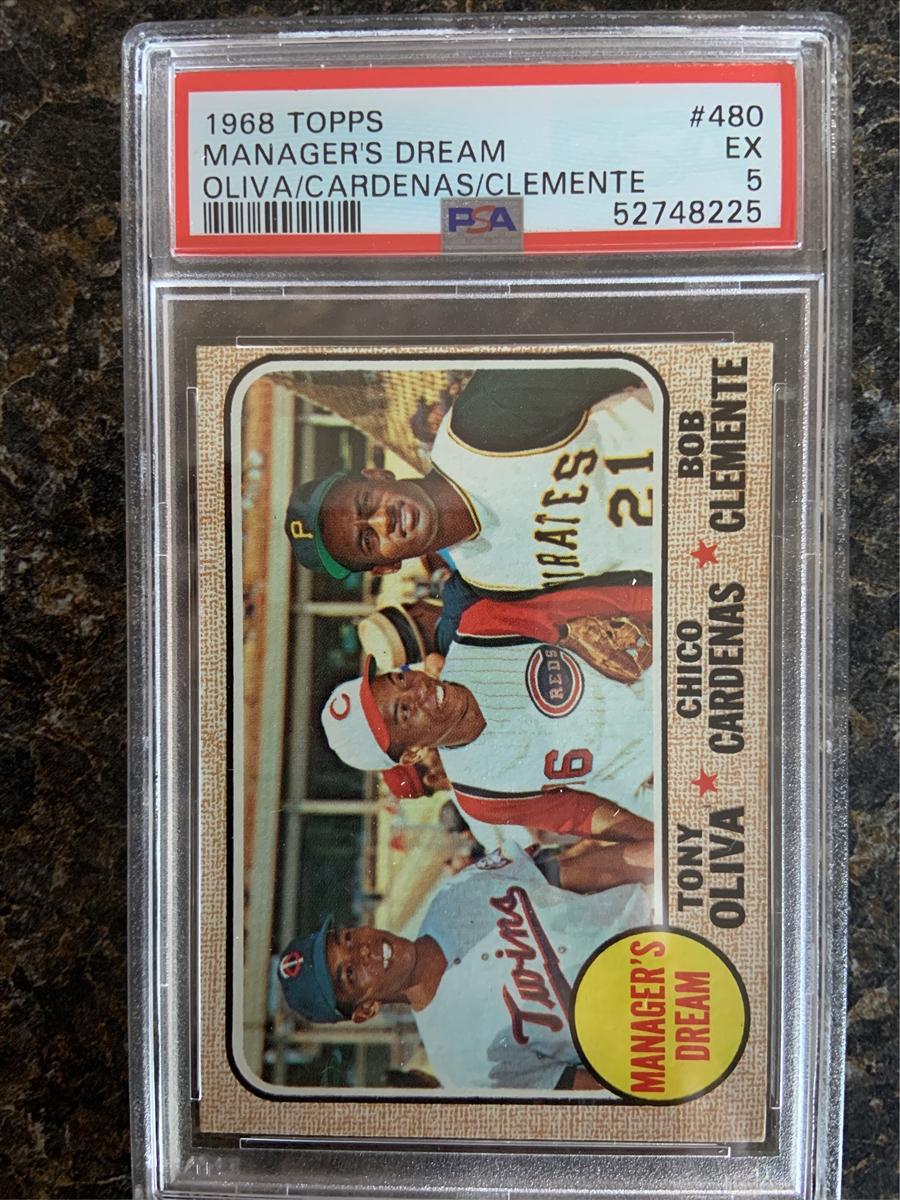 1968 TOPPS #480
MANAGER'S DREAM EX
OLIVA/CARDENAS/CLEMENTE 5
PSA 52748225
P
PIRATES
21
C
REDS
16
TC
Twins
MANAGER'S
DREAM
TONY CHICO BOB
OLIVA ★ CARDENAS ★ CLEMENTE